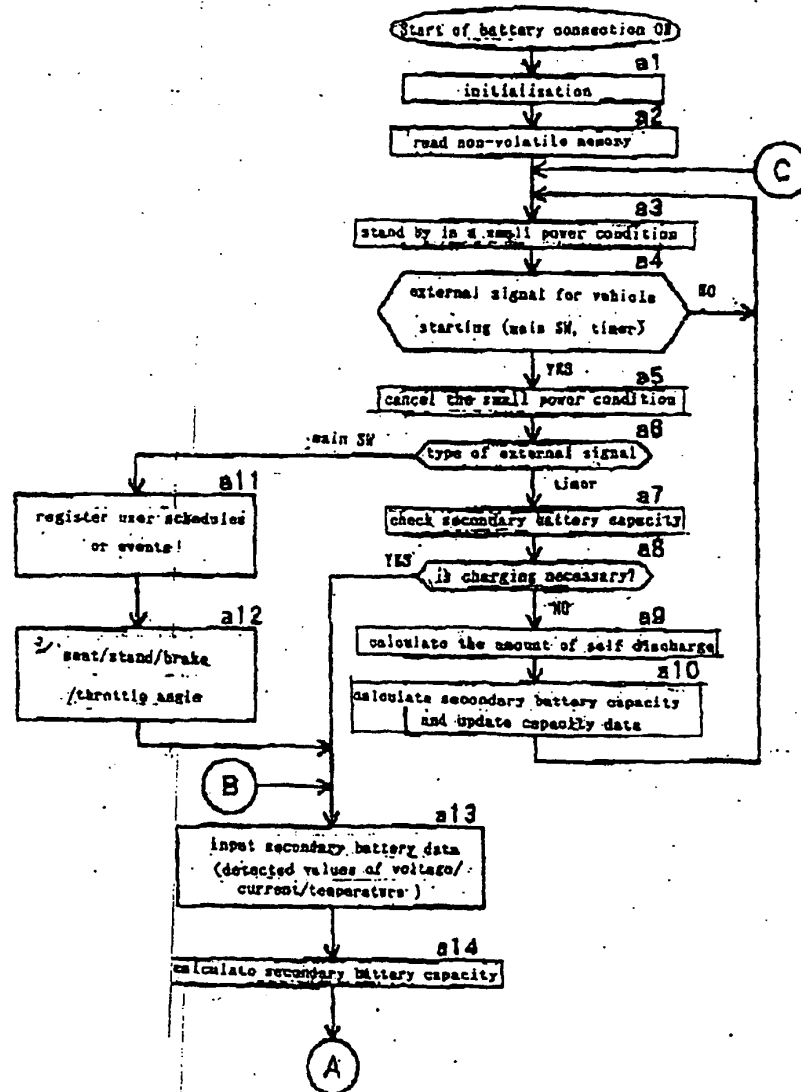 Start of battery connection ON
a1
initialization
a2
read non-volatile memory
C
a3
stand by in a small power condition
a4
external signal for vehicle
starting (main SW, timer)
NO
YES
a5
cancel the small power condition
a6
main SW
type of external signal
timer
a11
register user schedules
or events
a7
check secondary battery capacity
a8
YES
is charging necessary?
NO
a12
seat/stand/brake
/throttle angle
a9
calculate the amount of self discharge
a10
calculate secondary battery capacity
and update capacity data
B
a13
input secondary battery data
(detected values of voltage/
current/temperature)
a14
calculate secondary battery capacity
A